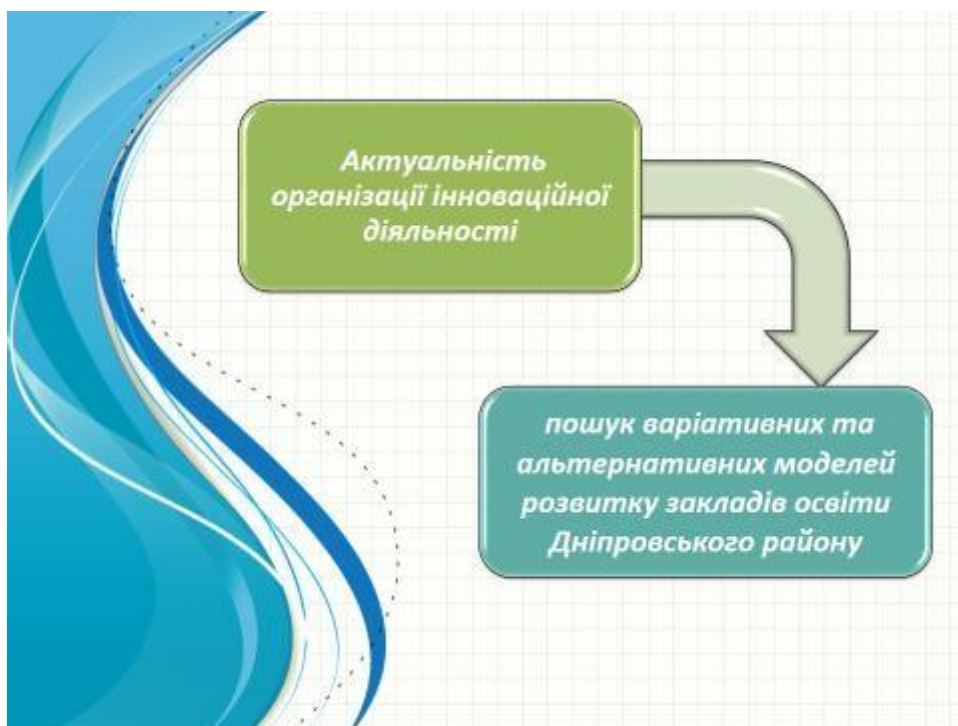 Актуальність
організації інноваційної
діяльності
пошук варіативних та
альтернативних моделей
розвитку закладів освіти
Дніпровського району